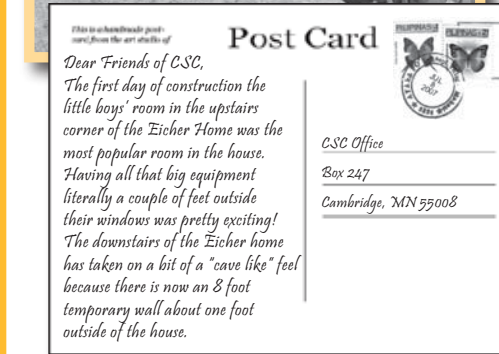 This is a handmade post-
card from the art studio of
Post Card
PILIPINAS
PILIPINAS
JUL
2007
Dear Friends of CSC,
The first day of construction the
little boys' room in the upstairs
corner of the Eicher Home was the
most popular room in the house.
Having all that big equipment
literally a couple of feet outside
their windows was pretty exciting!
The downstairs of the Eicher home
has taken on a bit of a "cave like" feel
because there is now an 8 foot
temporary wall about one foot
outside of the house.
CSC Office
Box 247
Cambridge, MN 55008